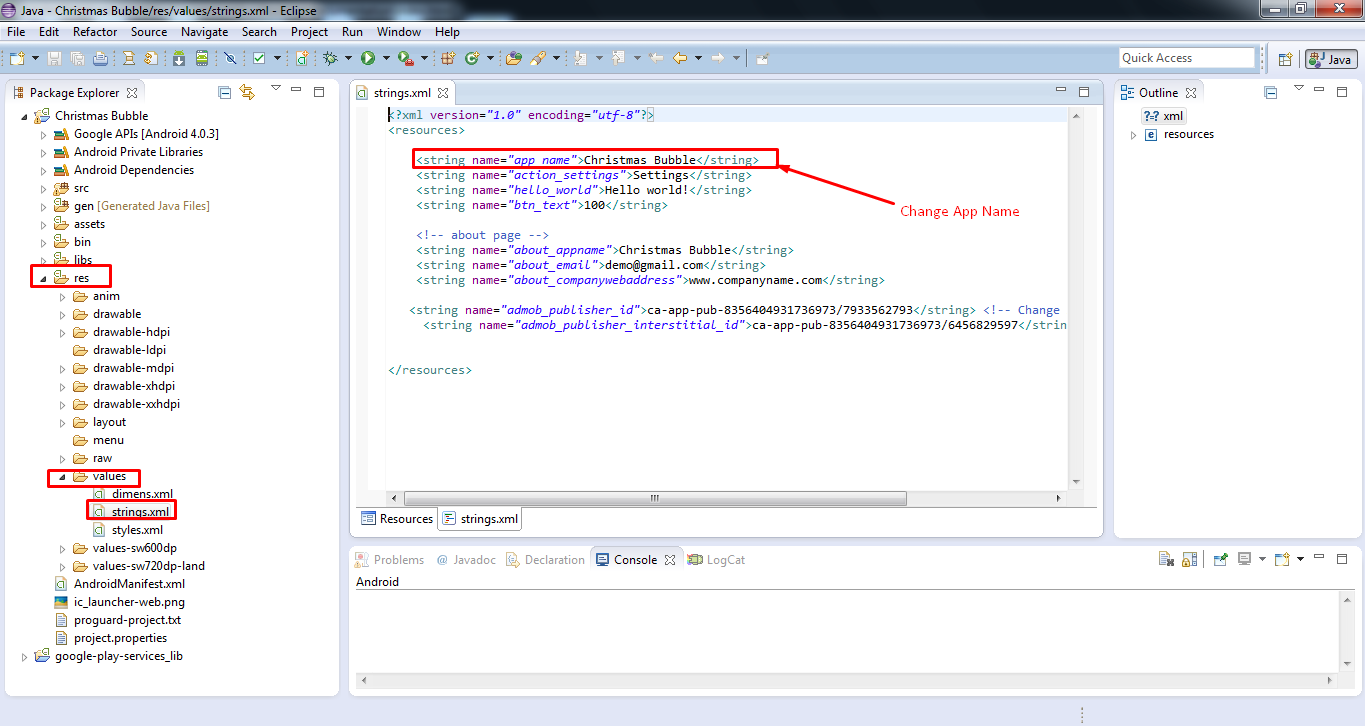 Java - Christmas Bubble/res/values/strings.xml - Eclipse
File Edit Refactor Source Navigate Search Project Run Window Help
Quick Access
Java
Package Explorer
Christmas Bubble
Google APIs [Android 4.0.3]
Android Private Libraries
Android Dependencies
src
gen [Generated Java Files]
assets
bin
libs
res
anim
drawable
drawable-hdpi
drawable-ldpi
drawable-mdpi
drawable-xhdpi
drawable-xxhdpi
layout
menu
raw
values
dimens.xml
strings.xml
styles.xml
values-sw600dp
values-sw720dp-land
AndroidManifest.xml
ic_launcher-web.png
proguard-project.txt
project.properties
google-play-services_lib
strings.xml
<?xml version="1.0" encoding="utf-8"?>
<resources>
<string name="app_name">Christmas Bubble</string>
<string name="action_settings">Settings</string>
<string name="hello_world">Hello world!</string>
<string name="btn_text">100</string>
<!-- about page -->
<string name="about_appname">Christmas Bubble</string>
<string name="about_email">demo@gmail.com</string>
<string name="about_companywebaddress">www.companyname.com</string>
<string name="admob_publisher_id">ca-app-pub-8356404931736973/7933562793</string> <!-- Change
<string name="admob_publisher_interstitial_id">ca-app-pub-8356404931736973/6456829597</strin
</resources>
Change App Name
Resources strings.xml
Outline
?-? xml
e resources
Problems @ Javadoc Declaration Console LogCat
Android